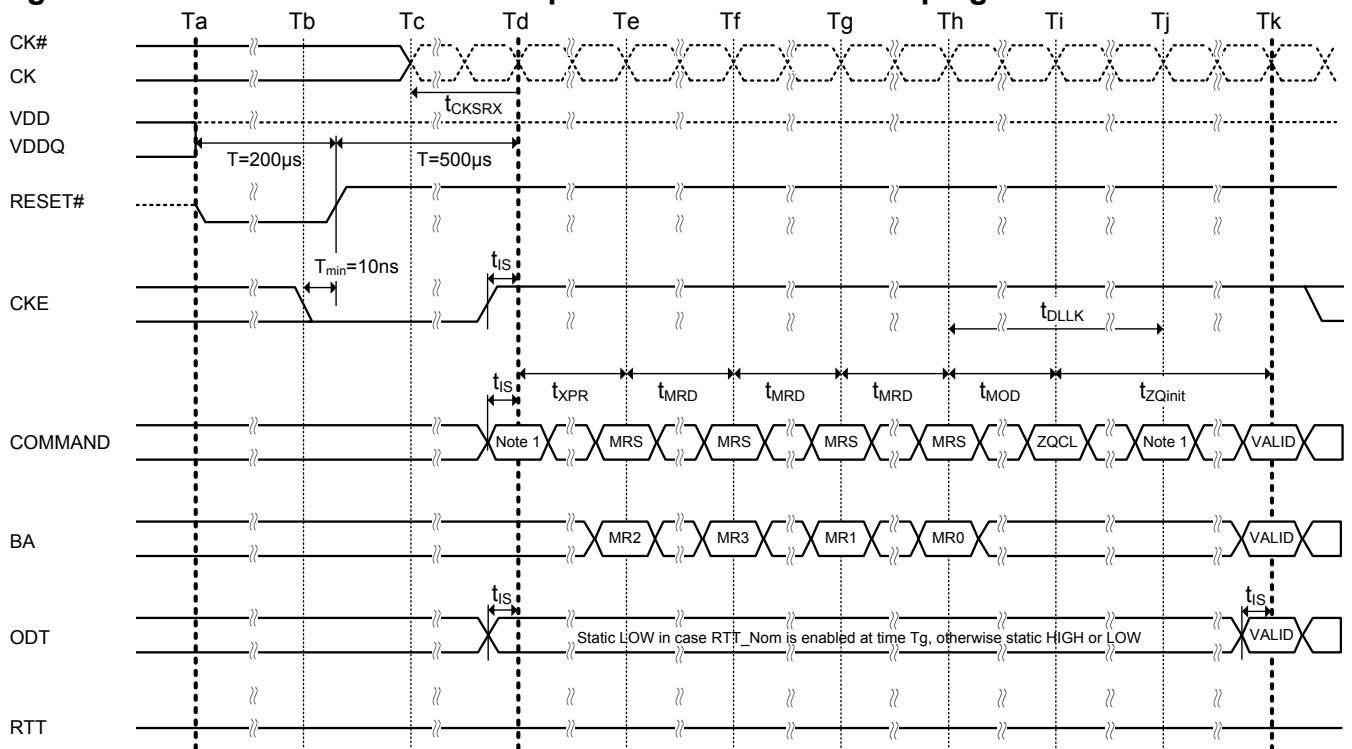 Ta Tb Tc Td Te Tf Tg Th Ti Tj Tk
CK#
CK
tCKSRX
VDD
VDDQ
T=200µs T=500µs
RESET#
Tmin=10ns tIS
CKE
tDLLK
tIS tXPR tMRD tMRD tMRD tMOD tZQinit
COMMAND Note 1 MRS MRS MRS MRS ZQCL Note 1 VALID
BA MR2 MR3 MR1 MR0 VALID
tIS tIS
ODT Static LOW in case RTT_Nom is enabled at time Tg, otherwise static HIGH or LOW VALID
RTT